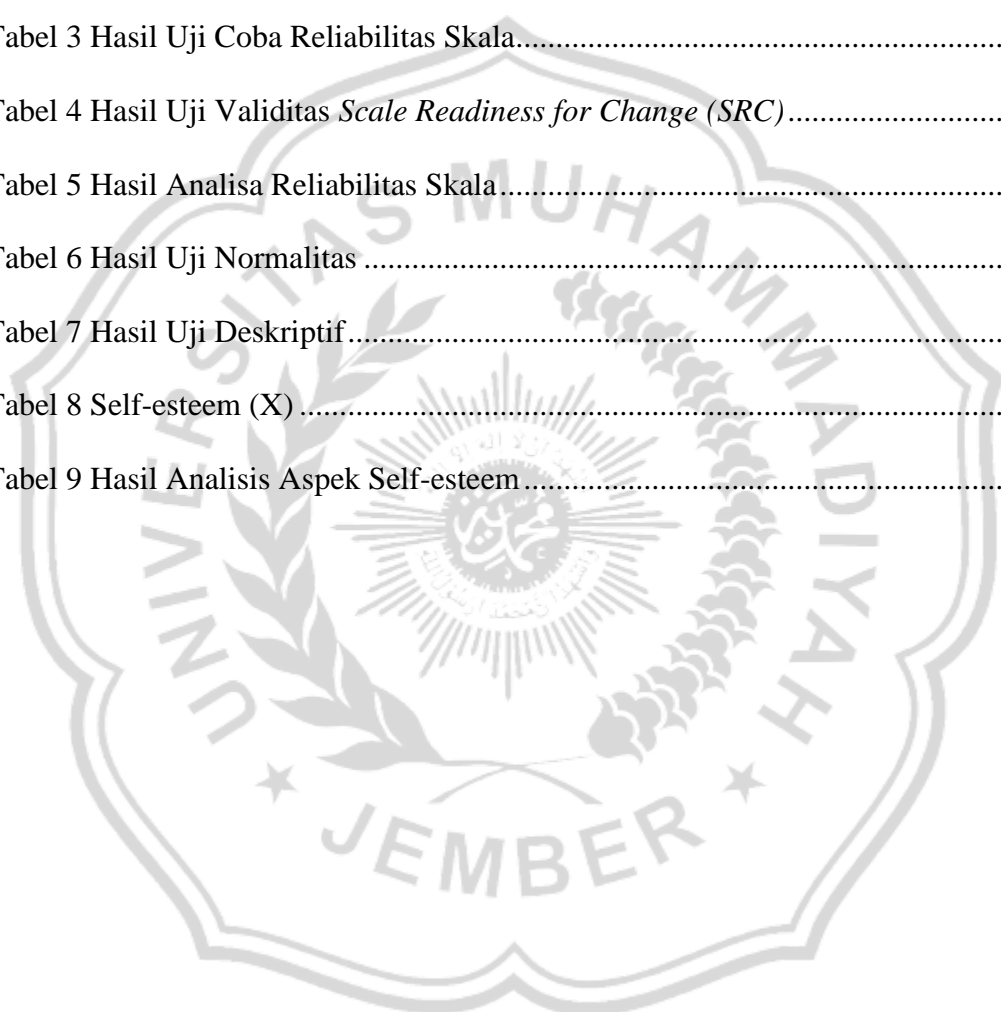 Tabel 3 Hasil Uji Coba Reliabilitas Skala........................................................
Tabel 4 Hasil Uji Validitas Scale Readiness for Change (SRC)...........................
Tabel 5 Hasil Analisa Reliabilitas Skala..........................................................
Tabel 6 Hasil Uji Normalitas ..........................................................................
Tabel 7 Hasil Uji Deskriptif............................................................................
Tabel 8 Self-esteem (X) ..................................................................................
Tabel 9 Hasil Analisis Aspek Self-esteem .......................................................
UNIVERSITAS MUHAMMADIYAH
JEMBER